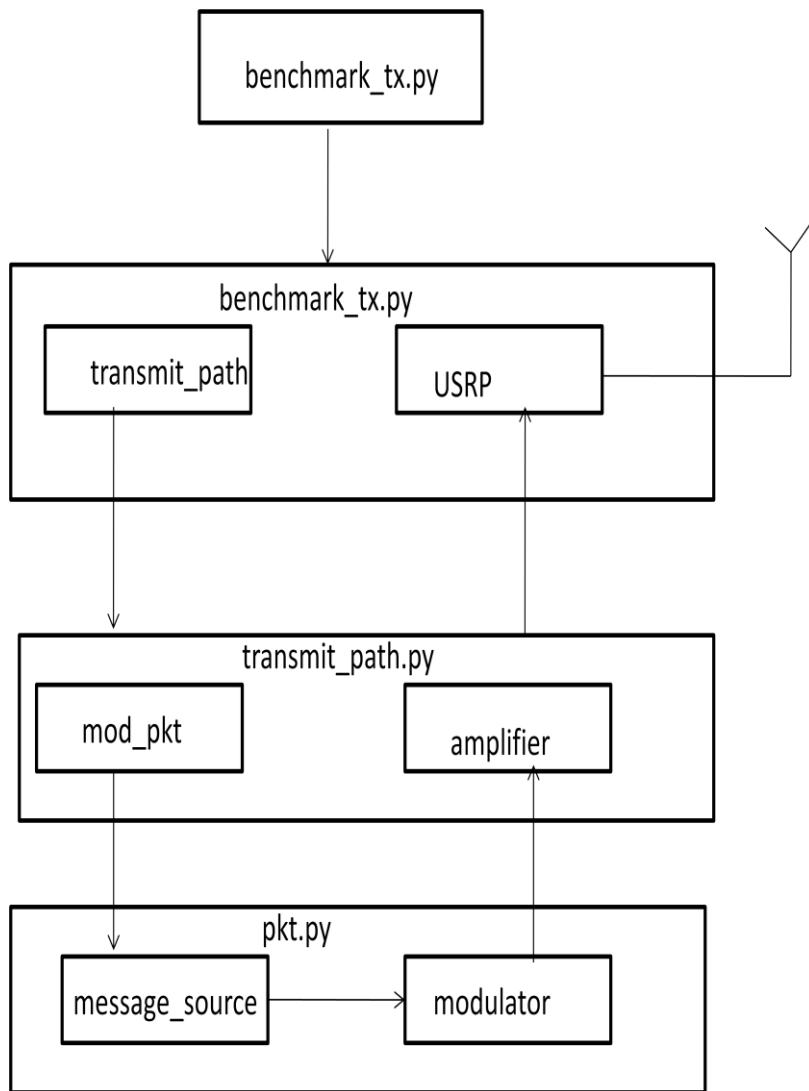 benchmark_tx.py
benchmark_tx.py
transmit_path
USRP
transmit_path.py
mod_pkt
amplifier
pkt.py
message_source
modulator